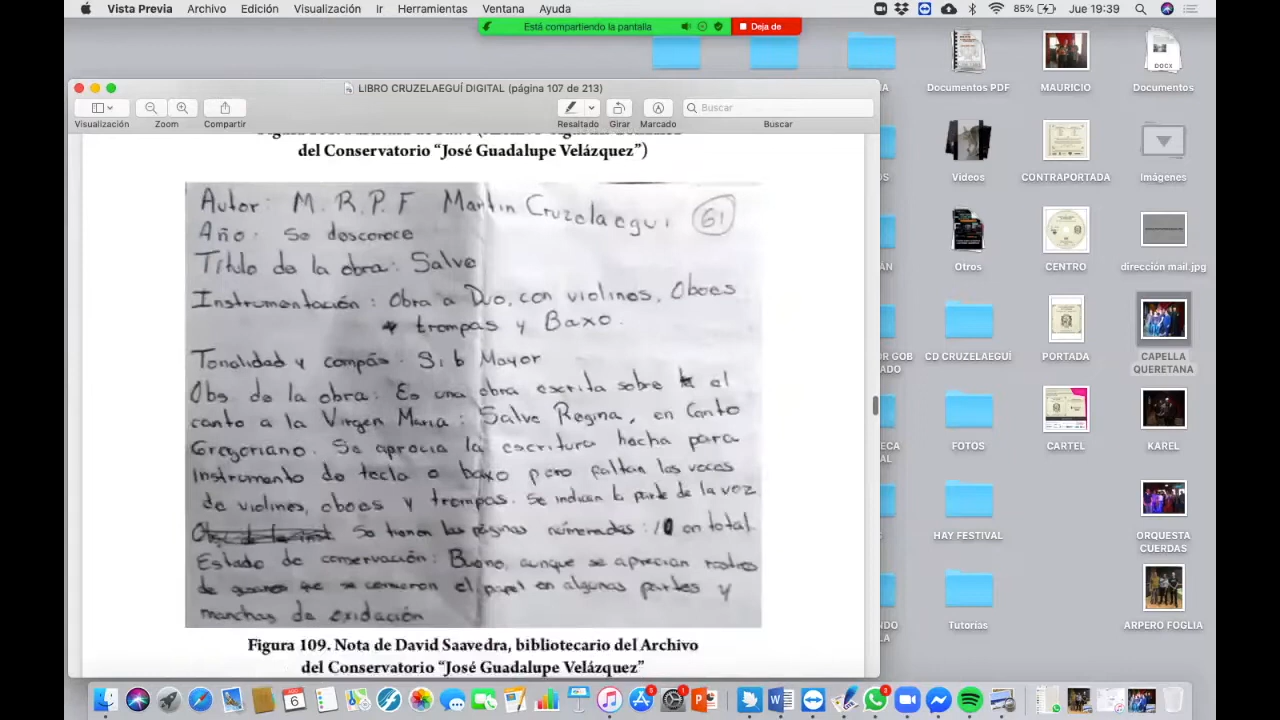 Vista Previa Archivo Edición Visualización Ir Herramientas Ventana Ayuda
85% Jue 19:39
Está compartiendo la pantalla
Deja de
LIBRO CRUZELAEGUÍ DIGITAL (página 107 de 213)
Visualización Zoom Compartir Resaltado Girar Marcado Buscar
Buscar
del Conservatorio “José Guadalupe Velázquez”)
Autor: M. R. P. F Martin Cruzelaegui 61
Año: Se desconoce
Título de la obra: Salve
Instrumentación: Obra a Duo, con violines, Oboes
trompas y Baxo.
Tonalidad y compás. Si b Mayor
Obs de la obra: Es una obra escrita sobre el
canto a la Virgen María: Salve Regina, en Canto
Gregoriano. Se aprecia la escritura hecha para
instrumento de tecla o baxo pero faltan las voces
de violines, oboes y trompas. Se indican la parte de la voz
Se tienen las páginas numeradas: 10 en total
Estado de conservación: Bueno, aunque se aprecian rastros
de que se comieron el papel en algunas partes y
manchas de oxidación
Figura 109. Nota de David Saavedra, bibliotecario del Archivo
del Conservatorio “José Guadalupe Velázquez”
Documentos PDF
MAURICIO
Documentos
DOCX
Videos
CONTRAPORTADA
Imágenes
Otros
CENTRO
dirección mail.jpg
CD CRUZELAEGUÍ
PORTADA
CAPELLA
QUERETANA
FOTOS
CARTEL
KAREL
HAY FESTIVAL
ORQUESTA
CUERDAS
Tutorias
ARPERO FOGLIA